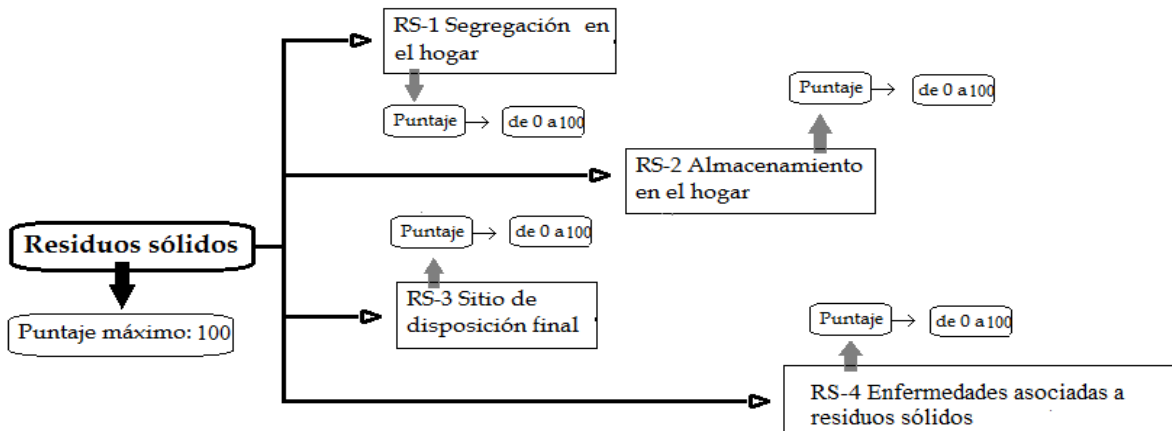 RS-1 Segregación en
el hogar
Puntaje
de 0 a 100
Puntaje
de 0 a 100
RS-2 Almacenamiento
en el hogar
Residuos sólidos
Puntaje máximo: 100
Puntaje
de 0 a 100
RS-3 Sitio de
disposición final
Puntaje
de 0 a 100
RS-4 Enfermedades asociadas a
residuos sólidos